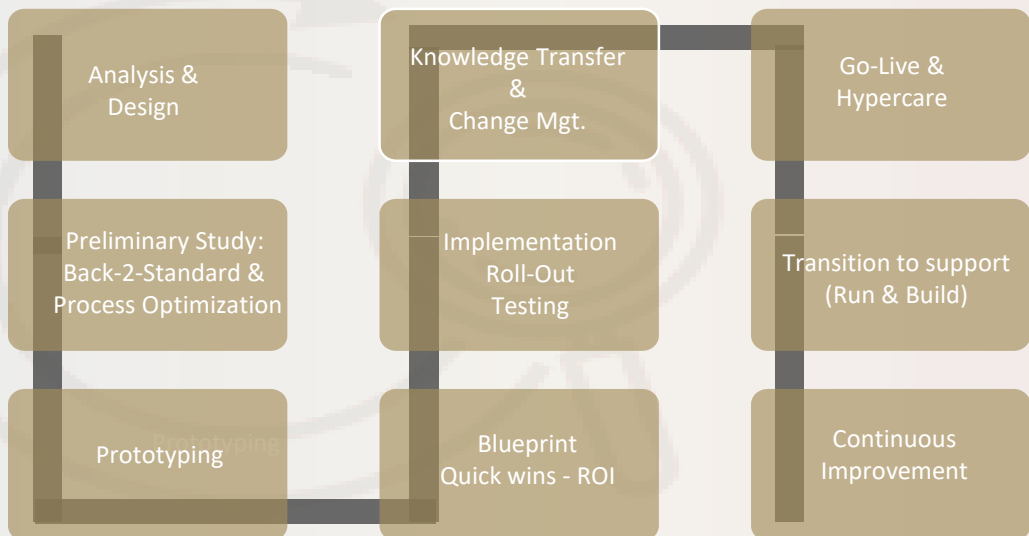 Analysis &
Design
Preliminary Study:
Back-2-Standard &
Process Optimization
Prototyping
Prototyping
Blueprint
Quick wins - ROI
Implementation
Roll-Out
Testing
Knowledge Transfer
&
Change Mgt.
Go-Live &
Hypercare
Transition to support
(Run & Build)
Continuous
Improvement